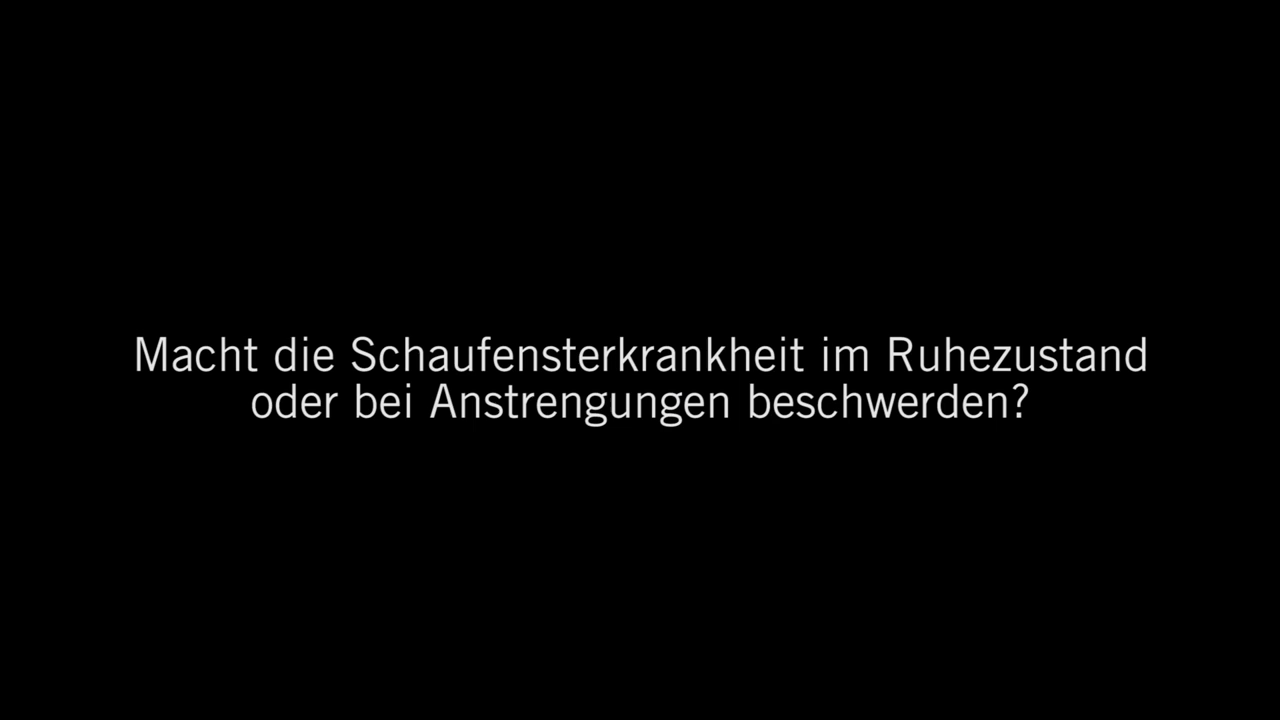 Macht die Schaufensterkrankheit im Ruhezustand
oder bei Anstrengungen beschwerden?